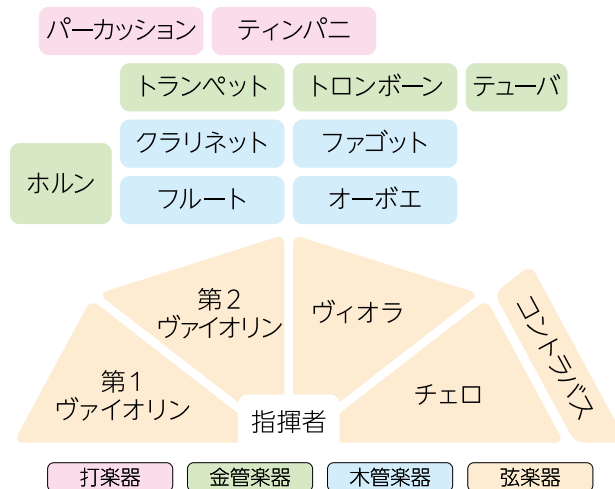 パーカッション
ティンパニ
トランペット
トロンボーン
テューバ
クラリネット
ファゴット
ホルン
フルート
オーボエ
第2
ヴァイオリン
ヴィオラ
コントラバス
第1
ヴァイオリン
チェロ
指揮者
打楽器
金管楽器
木管楽器
弦楽器